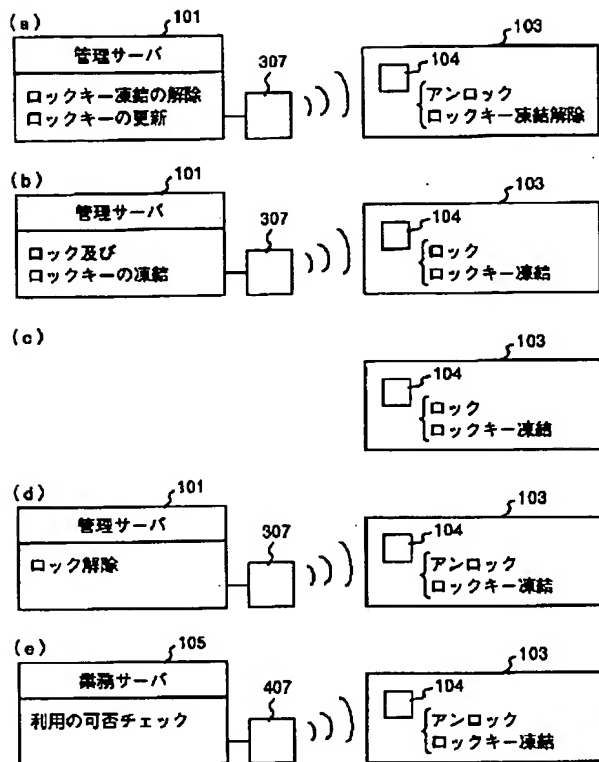 (a)
101
管理サーバ
ロックキー凍結の解除
ロックキーの更新
307
103
104
アンロック
ロックキー凍結解除
(b)
101
管理サーバ
ロック及び
ロックキーの凍結
307
103
104
ロック
ロックキー凍結
(c)
103
104
ロック
ロックキー凍結
(d)
101
管理サーバ
ロック解除
307
103
104
アンロック
ロックキー凍結
(e)
105
業務サーバ
利用の可否チェック
407
103
104
アンロック
ロックキー凍結